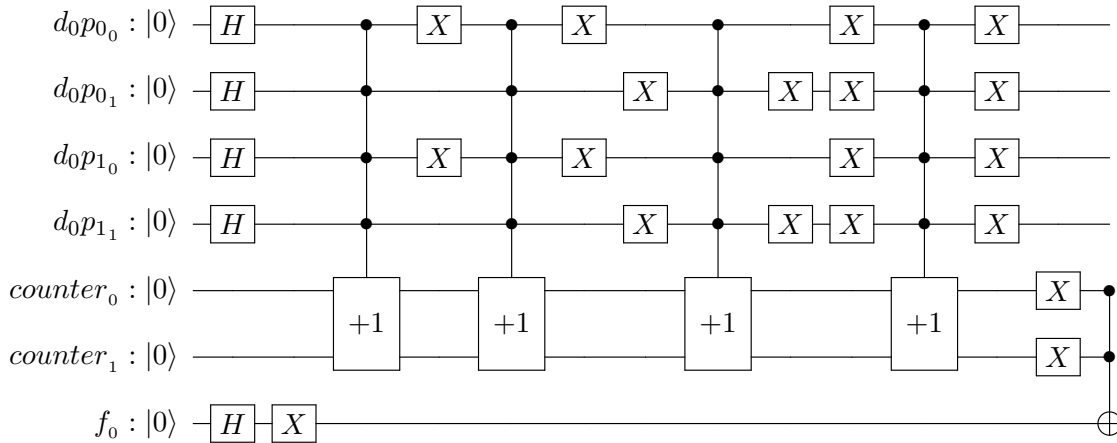 d₀p₀₀ : |0⟩ H X X X X
d₀p₀₁ : |0⟩ H X X X X
d₀p₁₀ : |0⟩ H X X X X
d₀p₁₁ : |0⟩ H X X X X
counter₀ : |0⟩ X
+1 +1 +1 +1
counter₁ : |0⟩ X
f₀ : |0⟩ H X